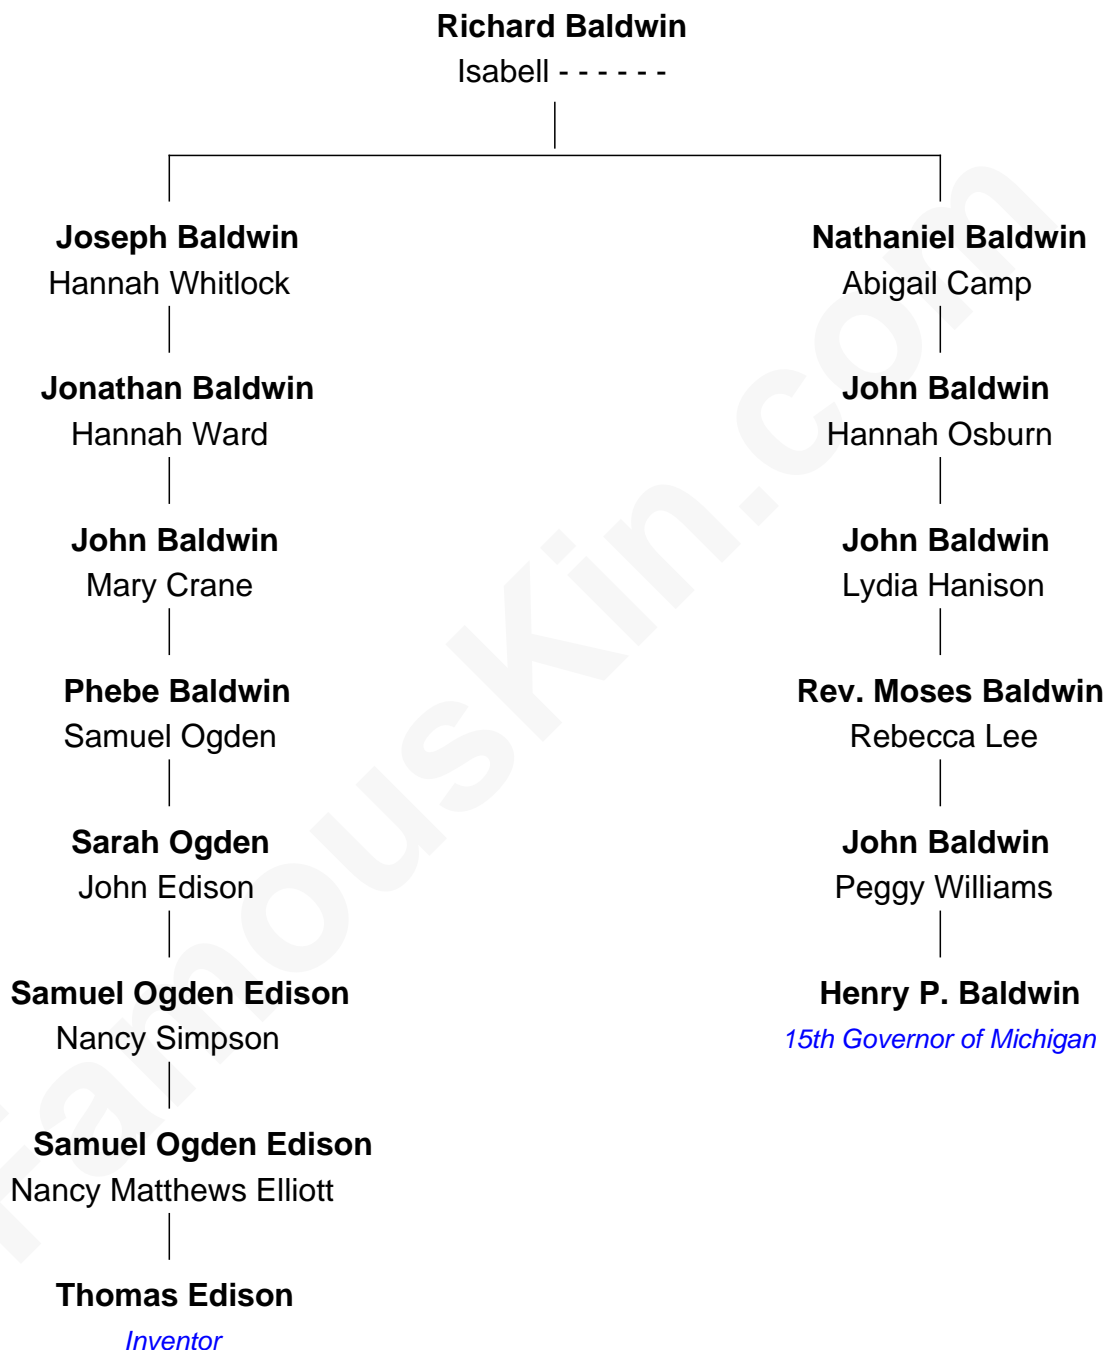 Richard Baldwin
Isabell - - - - - -
Joseph Baldwin
Hannah Whitlock
Jonathan Baldwin
Hannah Ward
John Baldwin
Mary Crane
Phebe Baldwin
Samuel Ogden
Sarah Ogden
John Edison
Samuel Ogden Edison
Nancy Simpson
Samuel Ogden Edison
Nancy Matthews Elliott
Thomas Edison
Inventor
Nathaniel Baldwin
Abigail Camp
John Baldwin
Hannah Osburn
John Baldwin
Lydia Hanison
Rev. Moses Baldwin
Rebecca Lee
John Baldwin
Peggy Williams
Henry P. Baldwin
15th Governor of Michigan
FamousKin.com